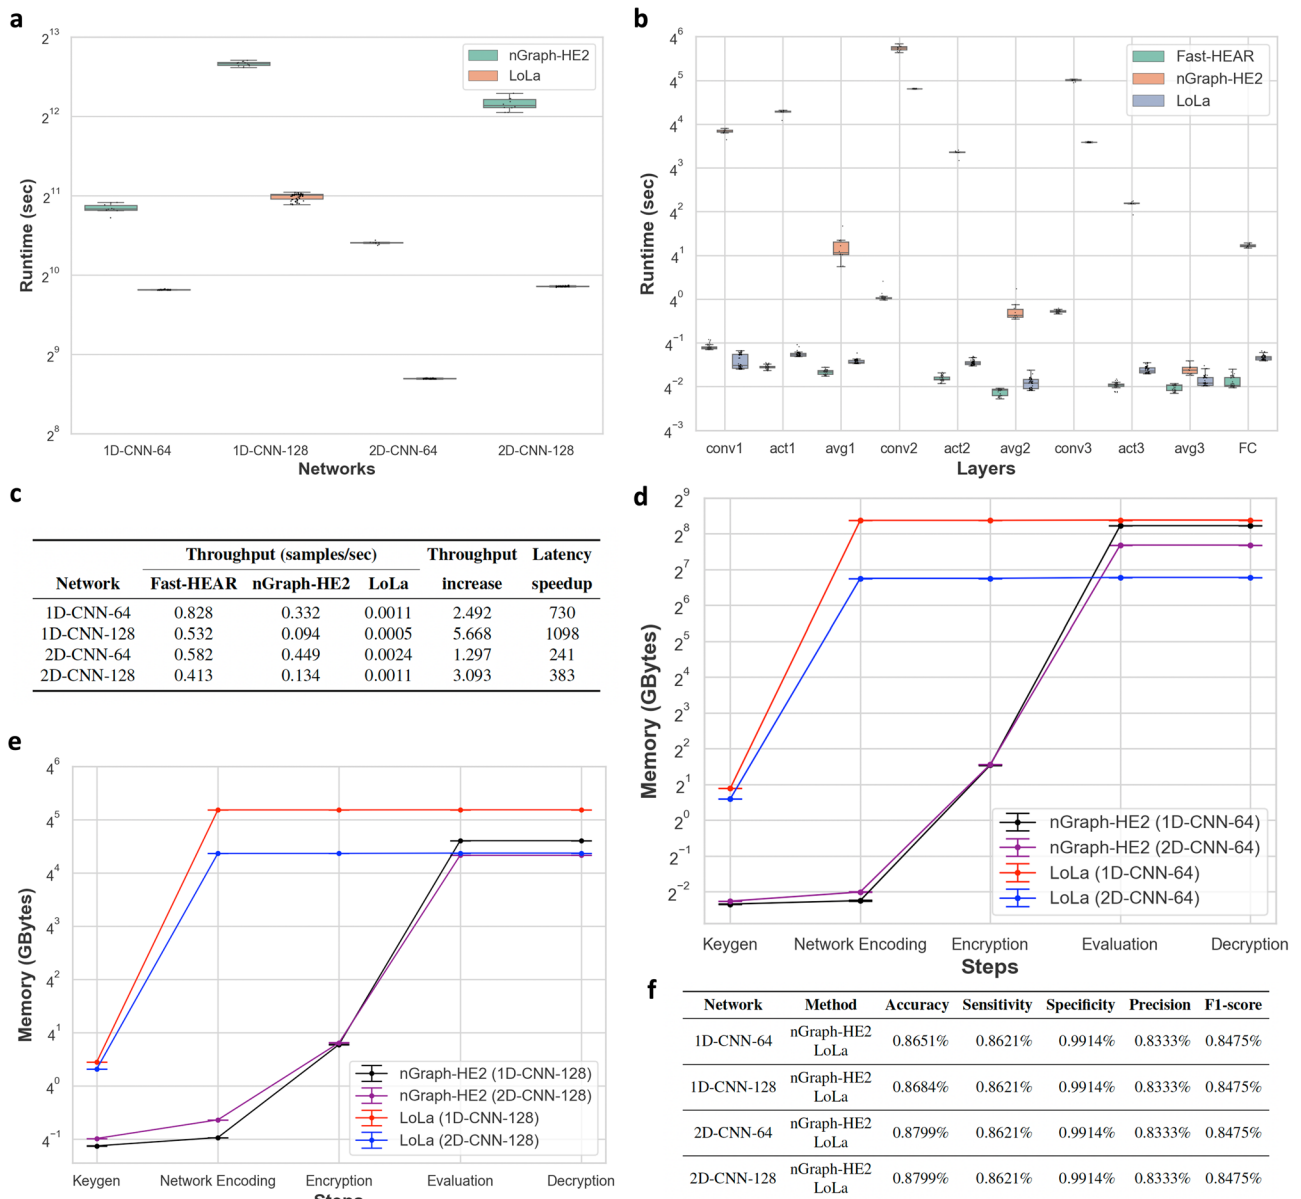 a
2^13
2^12
2^11
2^10
2^9
2^8
Runtime (sec)
nGraph-HE2
LoLa
1D-CNN-64
1D-CNN-128
2D-CNN-64
2D-CNN-128
Networks
b
4^6
4^5
4^4
4^3
4^2
4^1
4^0
4^-1
4^-2
4^-3
Runtime (sec)
Fast-HEAR
nGraph-HE2
LoLa
conv1 act1 avg1 conv2 act2 avg2 conv3 act3 avg3 FC
Layers
c
Throughput (samples/sec) Throughput Latency
Network Fast-HEAR nGraph-HE2 LoLa increase speedup
1D-CNN-64 0.828 0.332 0.0011 2.492 730
1D-CNN-128 0.532 0.094 0.0005 5.668 1098
2D-CNN-64 0.582 0.449 0.0024 1.297 241
2D-CNN-128 0.413 0.134 0.0011 3.093 383
d
2^9
2^8
2^7
2^6
2^5
2^4
2^3
2^2
2^1
2^0
2^-1
2^-2
Memory (GBytes)
nGraph-HE2 (1D-CNN-64)
nGraph-HE2 (2D-CNN-64)
LoLa (1D-CNN-64)
LoLa (2D-CNN-64)
Keygen Network Encoding Encryption Evaluation Decryption
Steps
e
4^6
4^5
4^4
4^3
4^2
4^1
4^0
4^-1
Memory (GBytes)
nGraph-HE2 (1D-CNN-128)
nGraph-HE2 (2D-CNN-128)
LoLa (1D-CNN-128)
LoLa (2D-CNN-128)
Keygen Network Encoding Encryption Evaluation Decryption
Steps
f
Network Method Accuracy Sensitivity Specificity Precision F1-score
1D-CNN-64 nGraph-HE2 0.8651% 0.8621% 0.9914% 0.8333% 0.8475%
LoLa
1D-CNN-128 nGraph-HE2 0.8684% 0.8621% 0.9914% 0.8333% 0.8475%
LoLa
2D-CNN-64 nGraph-HE2 0.8799% 0.8621% 0.9914% 0.8333% 0.8475%
LoLa
2D-CNN-128 nGraph-HE2 0.8799% 0.8621% 0.9914% 0.8333% 0.8475%
LoLa